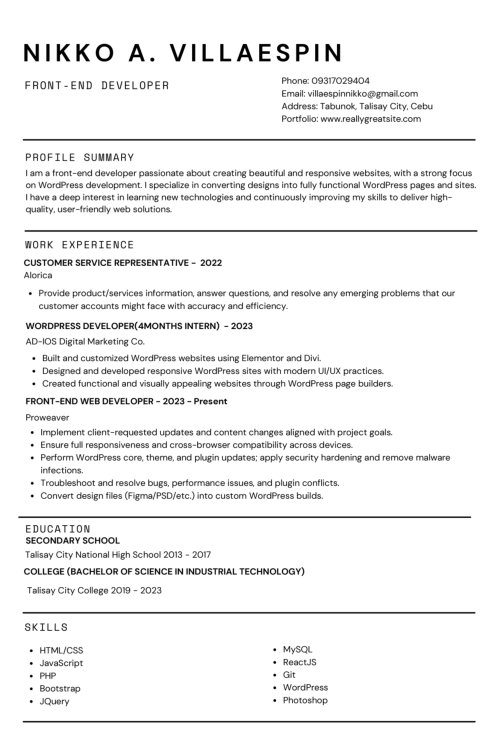 NIKKO A. VILLAESPIN
FRONT-END DEVELOPER
Phone: 09317029404
Email: villaespinnikko@gmail.com
Address: Tabunok, Talisay City, Cebu
Portfolio: www.reallygreatsite.com
PROFILE SUMMARY
I am a front-end developer passionate about creating beautiful and responsive websites, with a strong focus
on WordPress development. I specialize in converting designs into fully functional WordPress pages and sites.
I have a deep interest in learning new technologies and continuously improving my skills to deliver high-
quality, user-friendly web solutions.
WORK EXPERIENCE
CUSTOMER SERVICE REPRESENTATIVE - 2022
Alorica
• Provide product/services information, answer questions, and resolve any emerging problems that our
customer accounts might face with accuracy and efficiency.
WORDPRESS DEVELOPER(4MONTHS INTERN) - 2023
AD-IOS Digital Marketing Co.
• Built and customized WordPress websites using Elementor and Divi.
• Designed and developed responsive WordPress sites with modern UI/UX practices.
• Created functional and visually appealing websites through WordPress page builders.
FRONT-END WEB DEVELOPER - 2023 - Present
Proweaver
• Implement client-requested updates and content changes aligned with project goals.
• Ensure full responsiveness and cross-browser compatibility across devices.
• Perform WordPress core, theme, and plugin updates; apply security hardening and remove malware
infections.
• Troubleshoot and resolve bugs, performance issues, and plugin conflicts.
• Convert design files (Figma/PSD/etc.) into custom WordPress builds.
EDUCATION
SECONDARY SCHOOL
Talisay City National High School 2013 - 2017
COLLEGE (BACHELOR OF SCIENCE IN INDUSTRIAL TECHNOLOGY)
Talisay City College 2019 - 2023
SKILLS
• HTML/CSS
• JavaScript
• PHP
• Bootstrap
• JQuery
• MySQL
• ReactJS
• Git
• WordPress
• Photoshop